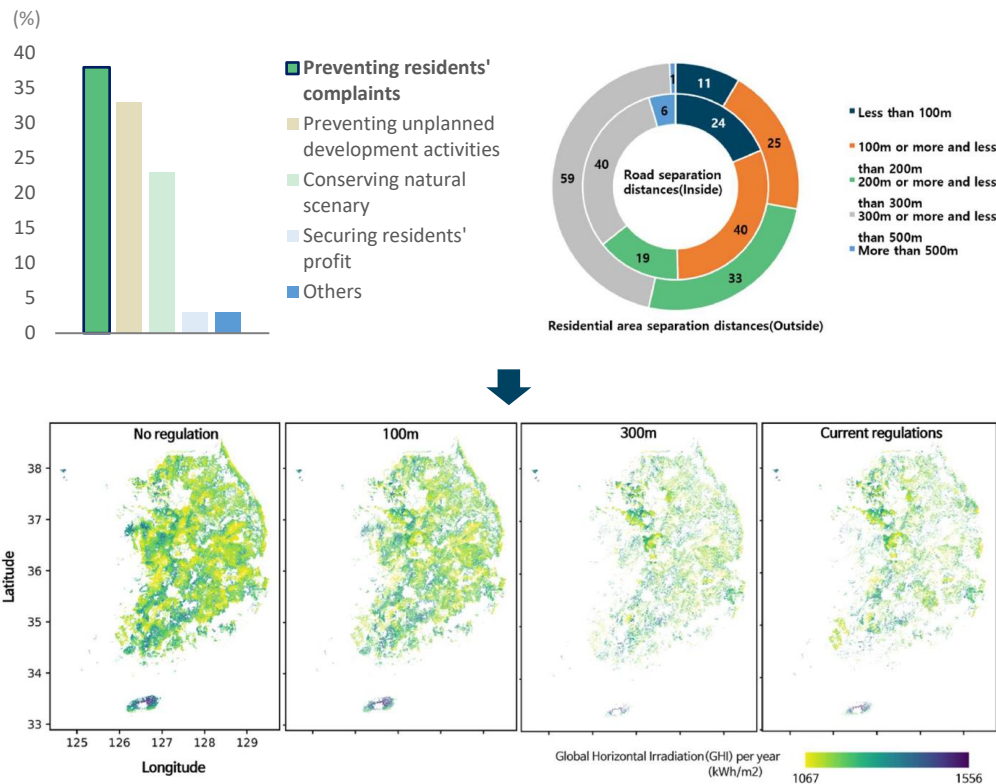 (%)
40
35
30
25
20
15
10
5
0
Preventing residents'
complaints
Preventing unplanned
development activities
Conserving natural
scenary
Securing residents'
profit
Others
1
11
6
24
25
40
59
Road separation
distances(Inside)
40
19
33
Residential area separation distances(Outside)
Less than 100m
100m or more and less
than 200m
200m or more and less
than 300m
300m or more and less
than 500m
More than 500m
No regulation
100m
300m
Current regulations
Latitude
38
37
36
35
34
33
125 126 127 128 129
Longitude
Global Horizontal Irradiation(GHI) per year
(kWh/m2)
1067
1556